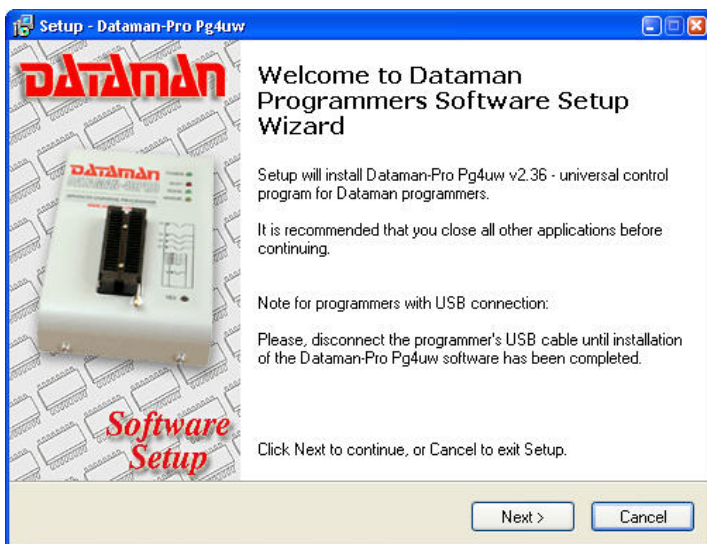 Setup - Dataman-Pro Pg4uw
DATAMAN
Welcome to Dataman
Programmers Software Setup
Wizard
DATAMAN
DATAMAN-48PRO
Setup will install Dataman-Pro Pg4uw v2.36 - universal control
program for Dataman programmers.
It is recommended that you close all other applications before
continuing.
Note for programmers with USB connection:
Please, disconnect the programmer's USB cable until installation
of the Dataman-Pro Pg4uw software has been completed.
Software
Setup
Click Next to continue, or Cancel to exit Setup.
Next >
Cancel